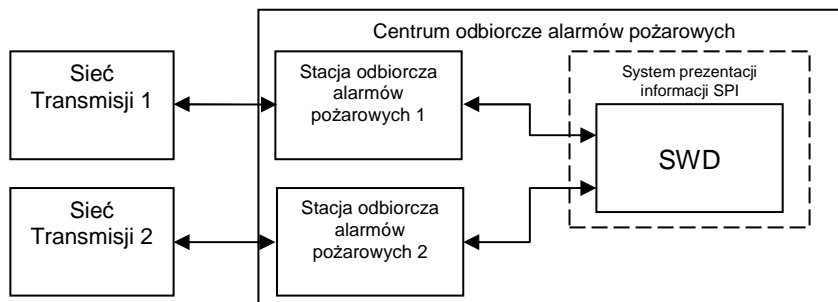 Centrum odbiorcze alarmów pożarowych
Sieć
Transmisji 1
Stacja odbiorcza
alarmów
pożarowych 1
System prezentacji
informacji SPI
SWD
Sieć
Transmisji 2
Stacja odbiorcza
alarmów
pożarowych 2